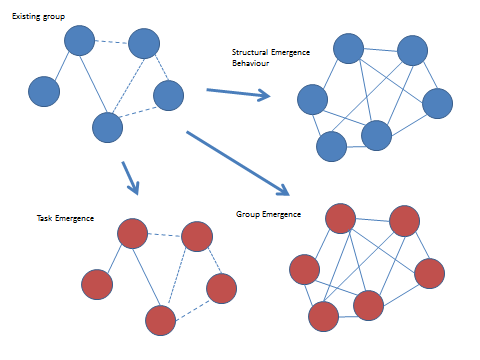 Existing group
Structural Emergence
Behaviour
Task Emergence
Group Emergence